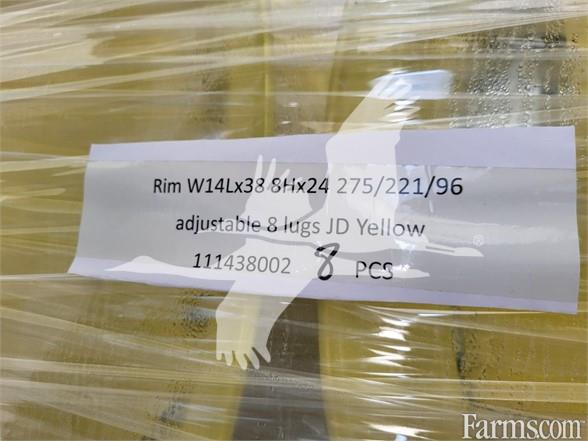 Rim W14Lx38 8Hx24 275/221/96
adjustable 8 lugs JD Yellow
111438002 8 PCS
®
Farms.com